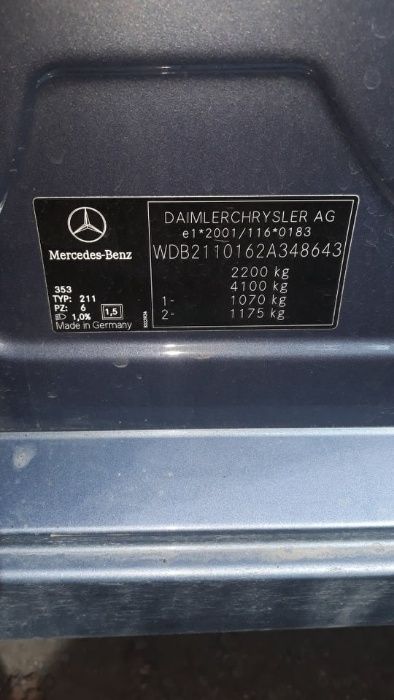 Mercedes-Benz
353
TYP: 211
PZ: 6
1,0%
1,5
Made in Germany
DAIMLERCHRYSLER AG
e1*2001/116*0183
WDB2110162A348643
2200 kg
4100 kg
1- 1070 kg
2- 1175 kg